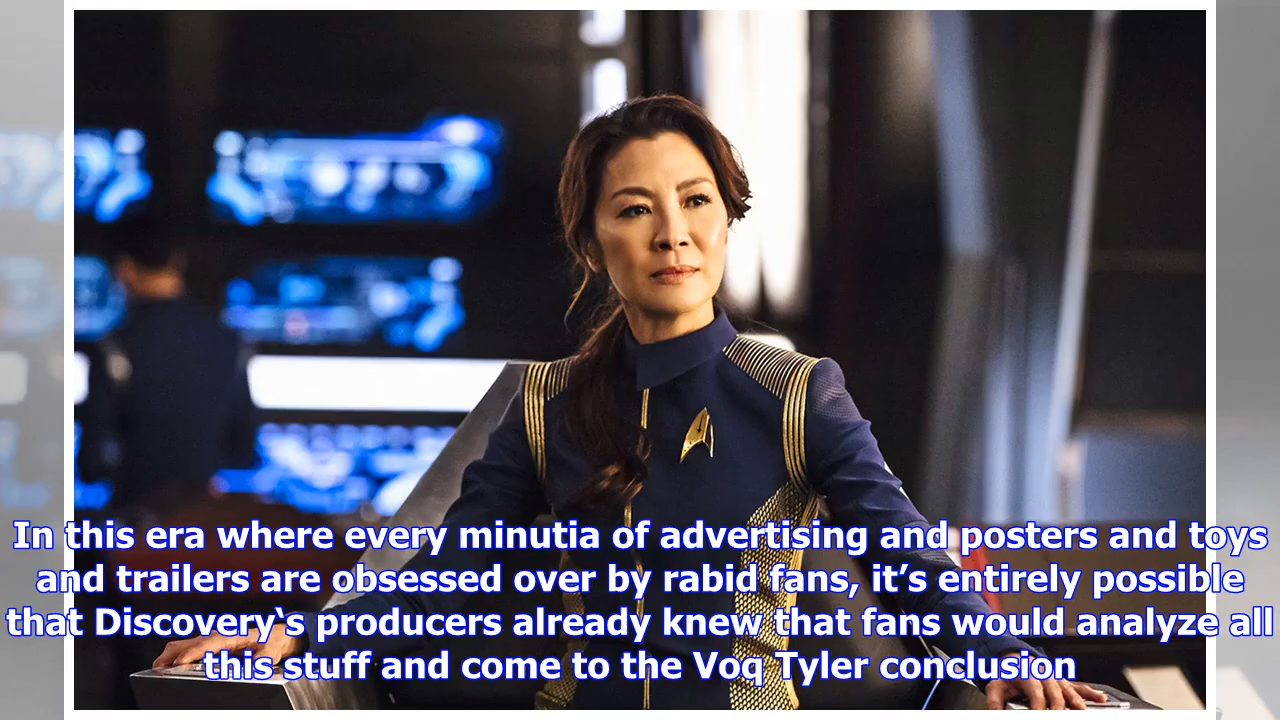 In this era where every minutia of advertising and posters and toys
and trailers are obsessed over by rabid fans, it’s entirely possible
that Discovery‘s producers already knew that fans would analyze all
this stuff and come to the Voq Tyler conclusion